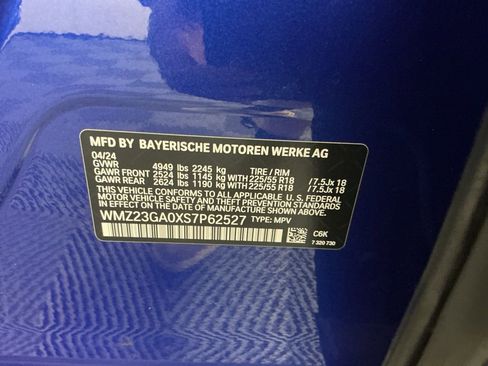 MFD BY BAYERISCHE MOTOREN WERKE AG
04/24
GVWR 4949 lbs 2245 kg TIRE / RIM
GAWR FRONT 2524 lbs 1145 kg 225/55 R18 /7.5Jx 18
GAWR REAR 2624 lbs 1190 kg 225/55 R18 /7.5Jx 18
THIS VEHICLE CONFORMS TO ALL APPLICABLE U.S. FEDERAL
MOTOR VEHICLE SAFETY, BUMPER, AND THEFT PREVENTION
STANDARDS IN EFFECT ON THE DATE OF MANUFACTURE SHOWN ABOVE.
WMZ23GA0XS7P62527 TYPE: MPV
C6K
7 320 730